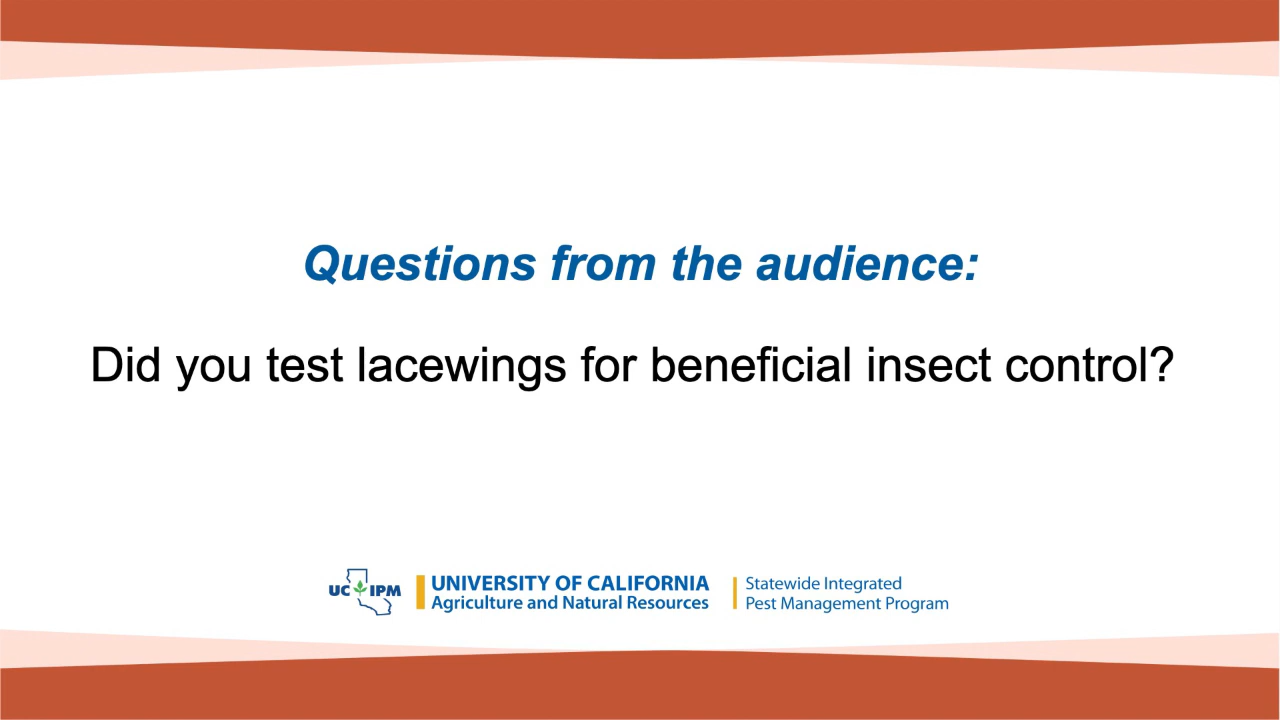 Questions from the audience:
Did you test lacewings for beneficial insect control?
UC IPM
UNIVERSITY OF CALIFORNIA
Agriculture and Natural Resources
Statewide Integrated
Pest Management Program